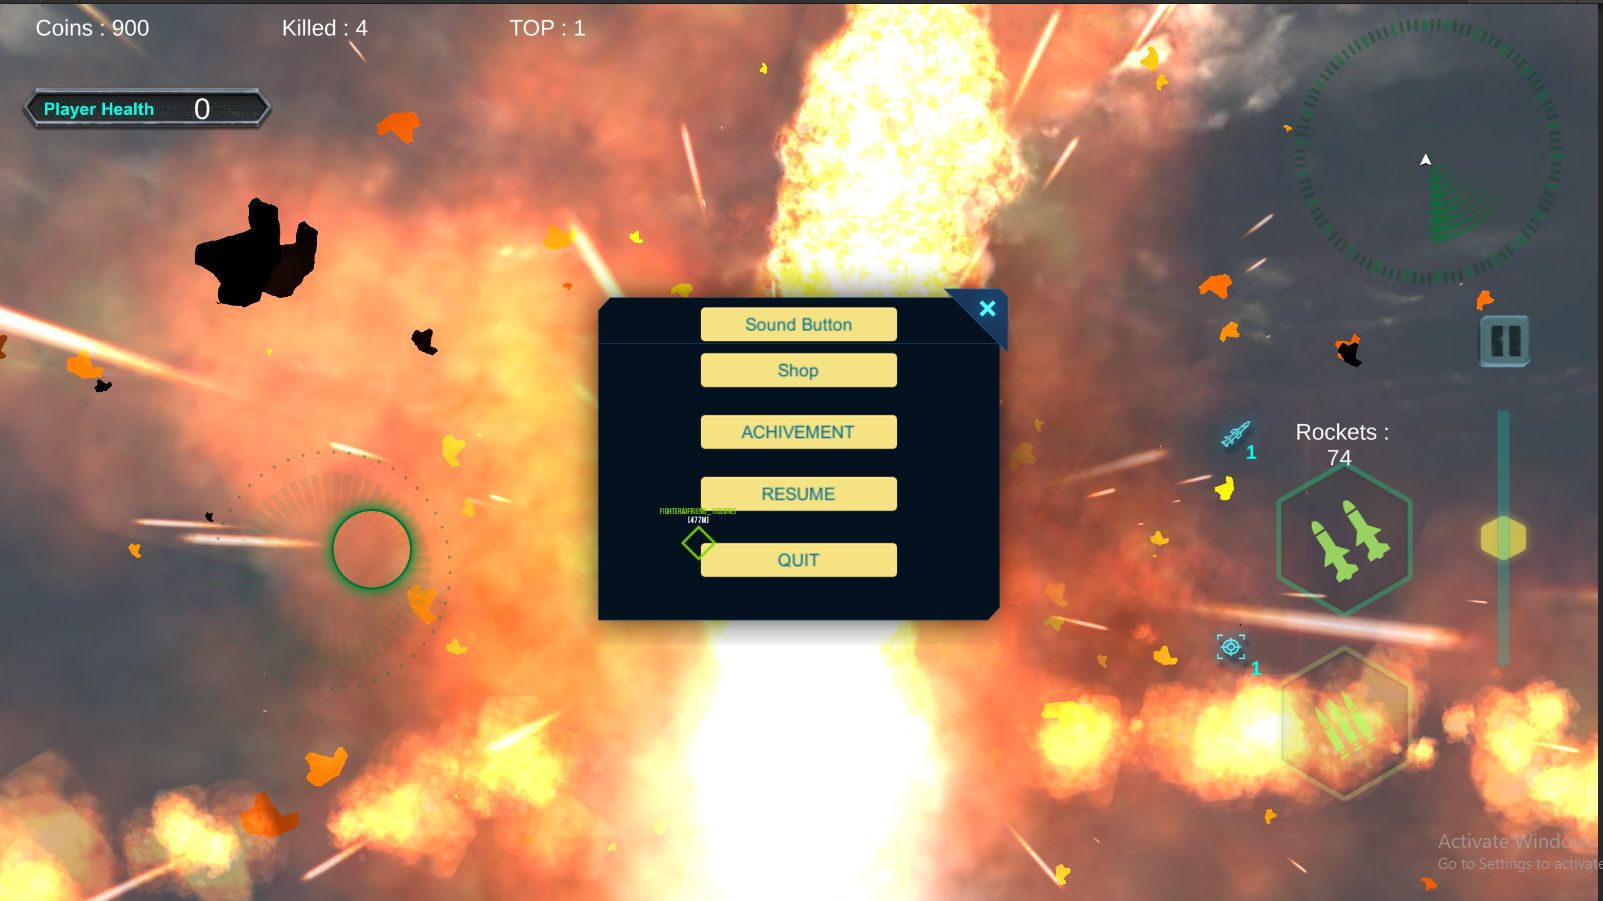 Coins : 900
Killed : 4
TOP : 1
Player Health 0
Sound Button
Shop
ACHIVEMENT
RESUME
[477M]
QUIT
Rockets :
74
1
1
Activate Windows
Go to Settings to activate